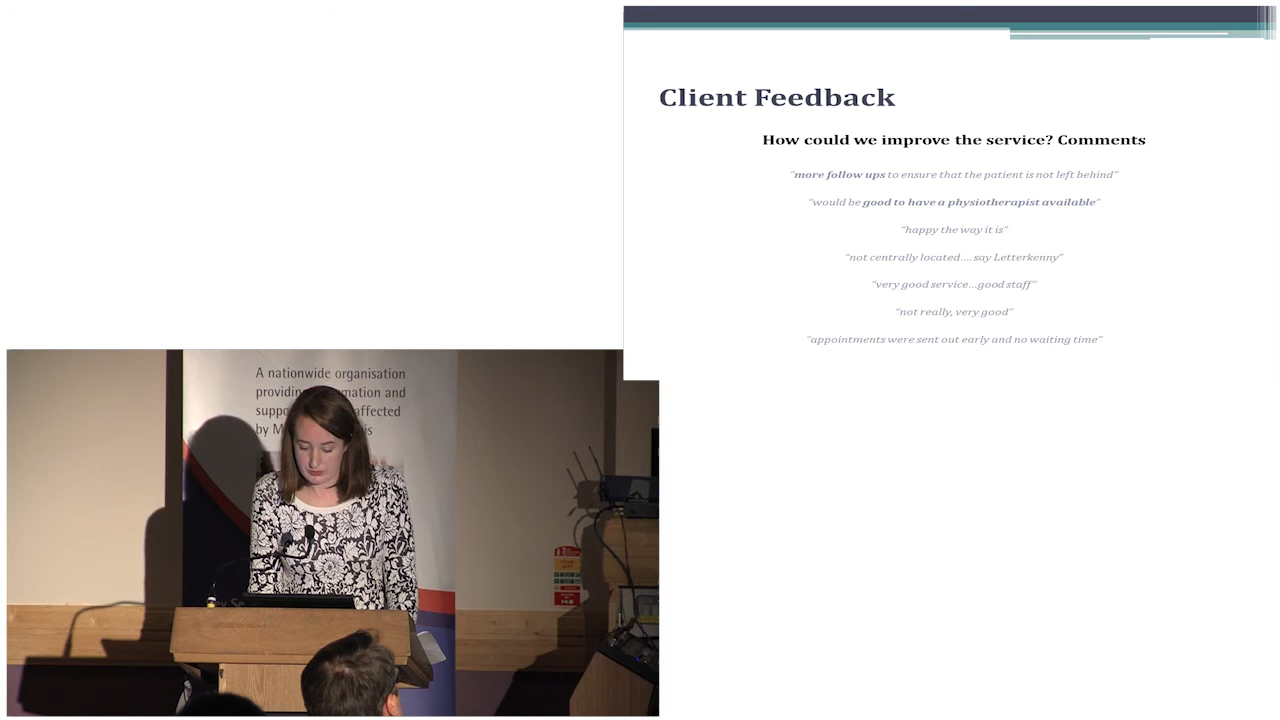 Client Feedback
How could we improve the service? Comments
"more follow ups to ensure that the patient is not left behind"
"would be good to have a physiotherapist available"
"happy the way it is"
"not centrally located.... say Letterkenny"
"very good service...good staff"
"not really, very good"
"appointments were sent out early and no waiting time"
A nationwide organisation
and
affected
by